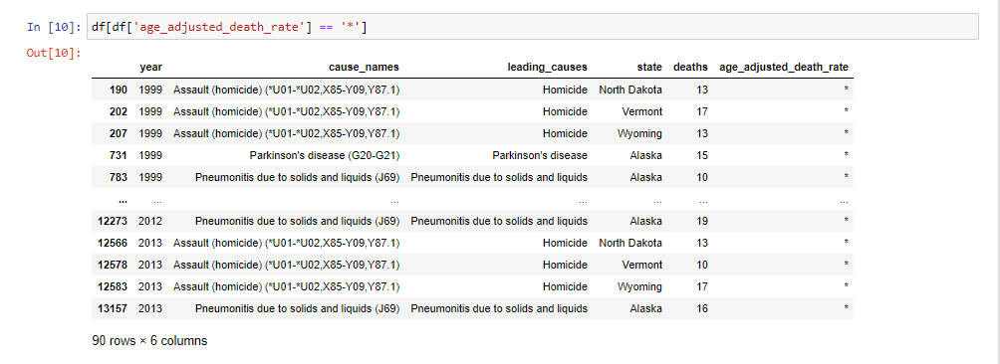 In [10]: df[df['age_adjusted_death_rate'] == '*']
Out[10]:
year cause_names leading_causes state deaths age_adjusted_death_rate
190 1999 Assault (homicide) (*U01-*U02,X85-Y09,Y87.1) Homicide North Dakota 13 *
202 1999 Assault (homicide) (*U01-*U02,X85-Y09,Y87.1) Homicide Vermont 17 *
207 1999 Assault (homicide) (*U01-*U02,X85-Y09,Y87.1) Homicide Wyoming 13 *
731 1999 Parkinson's disease (G20-G21) Parkinson's disease Alaska 15 *
783 1999 Pneumonitis due to solids and liquids (J69) Pneumonitis due to solids and liquids Alaska 10 *
... ... ... ... ... ... ...
12273 2012 Pneumonitis due to solids and liquids (J69) Pneumonitis due to solids and liquids Alaska 19 *
12566 2013 Assault (homicide) (*U01-*U02,X85-Y09,Y87.1) Homicide North Dakota 13 *
12578 2013 Assault (homicide) (*U01-*U02,X85-Y09,Y87.1) Homicide Vermont 10 *
12583 2013 Assault (homicide) (*U01-*U02,X85-Y09,Y87.1) Homicide Wyoming 17 *
13157 2013 Pneumonitis due to solids and liquids (J69) Pneumonitis due to solids and liquids Alaska 16 *
90 rows × 6 columns